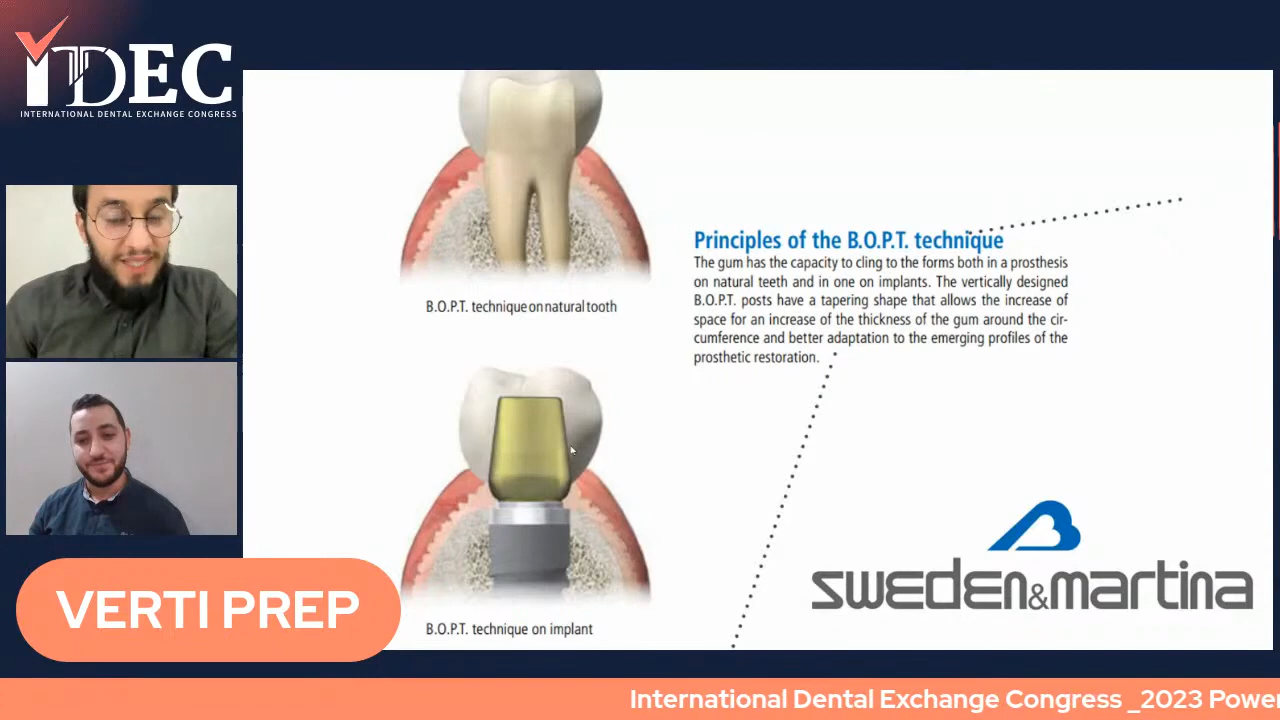 IDEC
INTERNATIONAL DENTAL EXCHANGE CONGRESS
B.O.P.T. technique on natural tooth
Principles of the B.O.P.T. technique
The gum has the capacity to cling to the forms both in a prosthesis
on natural teeth and in one on implants. The vertically designed
B.O.P.T. posts have a tapering shape that allows the increase of
space for an increase of the thickness of the gum around the cir-
cumference and better adaptation to the emerging profiles of the
prosthetic restoration.
B.O.P.T. technique on implant
sweden&martina
VERTI PREP
International Dental Exchange Congress _2023 Power